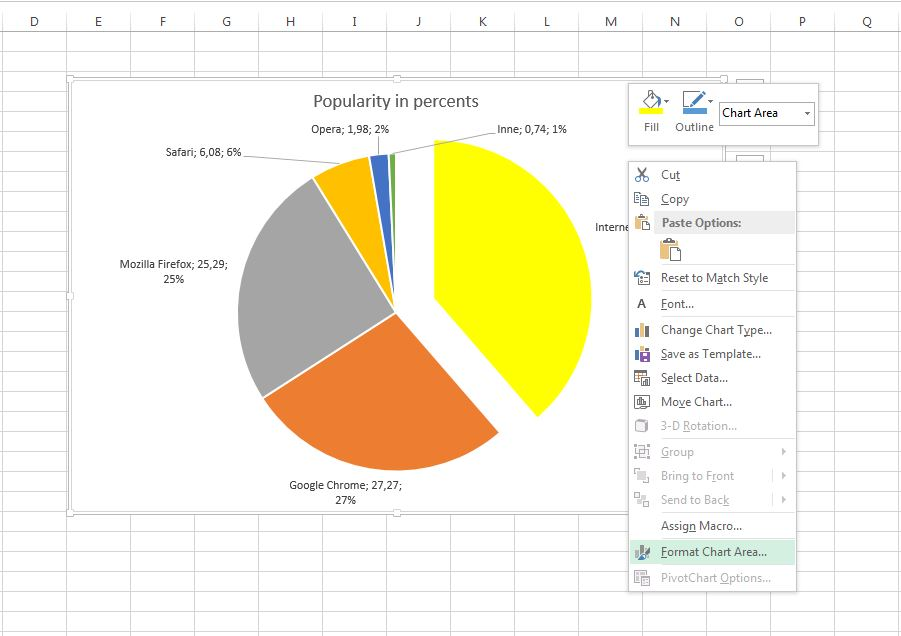 D E F G H I J K L M N O P Q
Popularity in percents
Opera; 1,98; 2%
Inne; 0,74; 1%
Safari; 6,08; 6%
Interne
Mozilla Firefox; 25,29;
25%
Google Chrome; 27,27;
27%
Chart Area
Fill Outline
Cut
Copy
Paste Options:
Reset to Match Style
A Font...
Change Chart Type...
Save as Template...
Select Data...
Move Chart...
3-D Rotation...
Group
Bring to Front
Send to Back
Assign Macro...
Format Chart Area...
PivotChart Options...